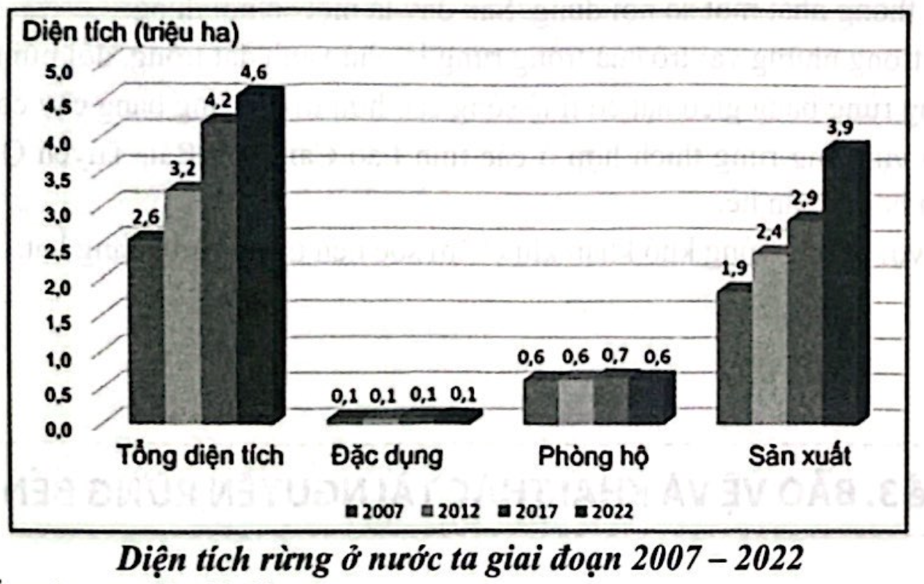 Diện tích (triệu ha)
5,0
4,5
4,0
3,5
3,0
2,5
2,0
1,5
1,0
0,5
0,0
2,6 3,2 4,2 4,6
0,1 0,1 0,1 0,1
0,6 0,6 0,7 0,6
1,9 2,4 2,9 3,9
Tổng diện tích Đặc dụng Phòng hộ Sản xuất
2007 2012 2017 2022
Diện tích rừng ở nước ta giai đoạn 2007 – 2022